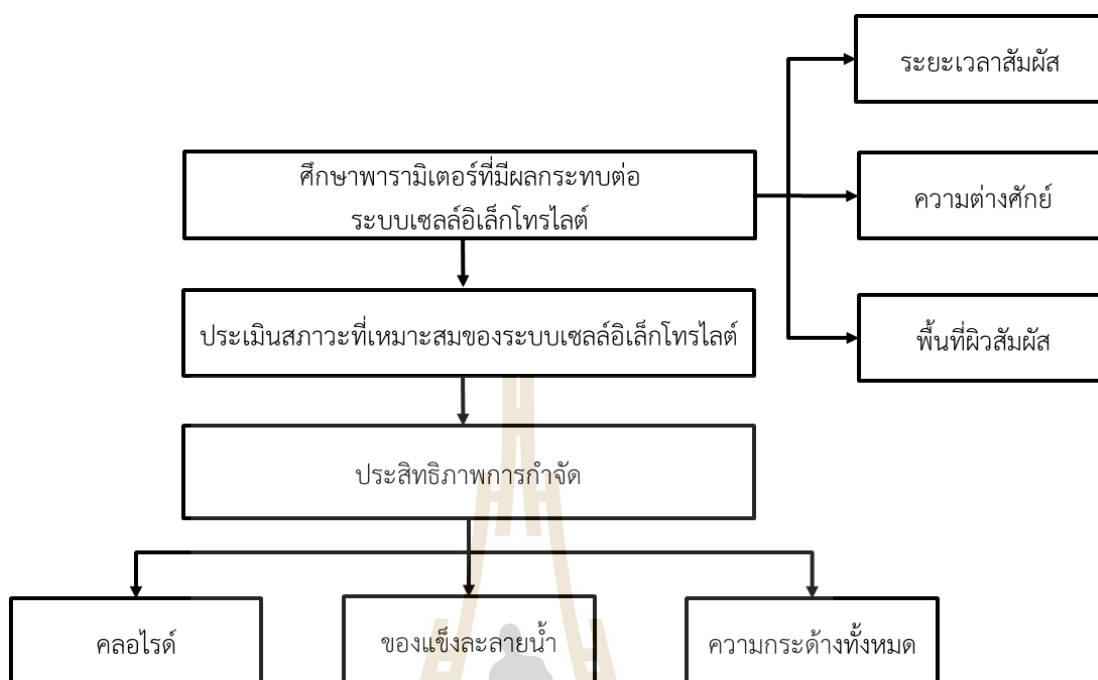 ระยะเวลาสัมผัส
ศึกษาพารามิเตอร์ที่มีผลกระทบต่อ
ระบบเซลล์อิเล็กโทรไลต์
ความต่างศักย์
ประเมินสภาวะที่เหมาะสมของระบบเซลล์อิเล็กโทรไลต์
พื้นที่ผิวสัมผัส
ประสิทธิภาพการกำจัด
คลอไรด์
ของแข็งละลายน้ำ
ความกระด้างทั้งหมด